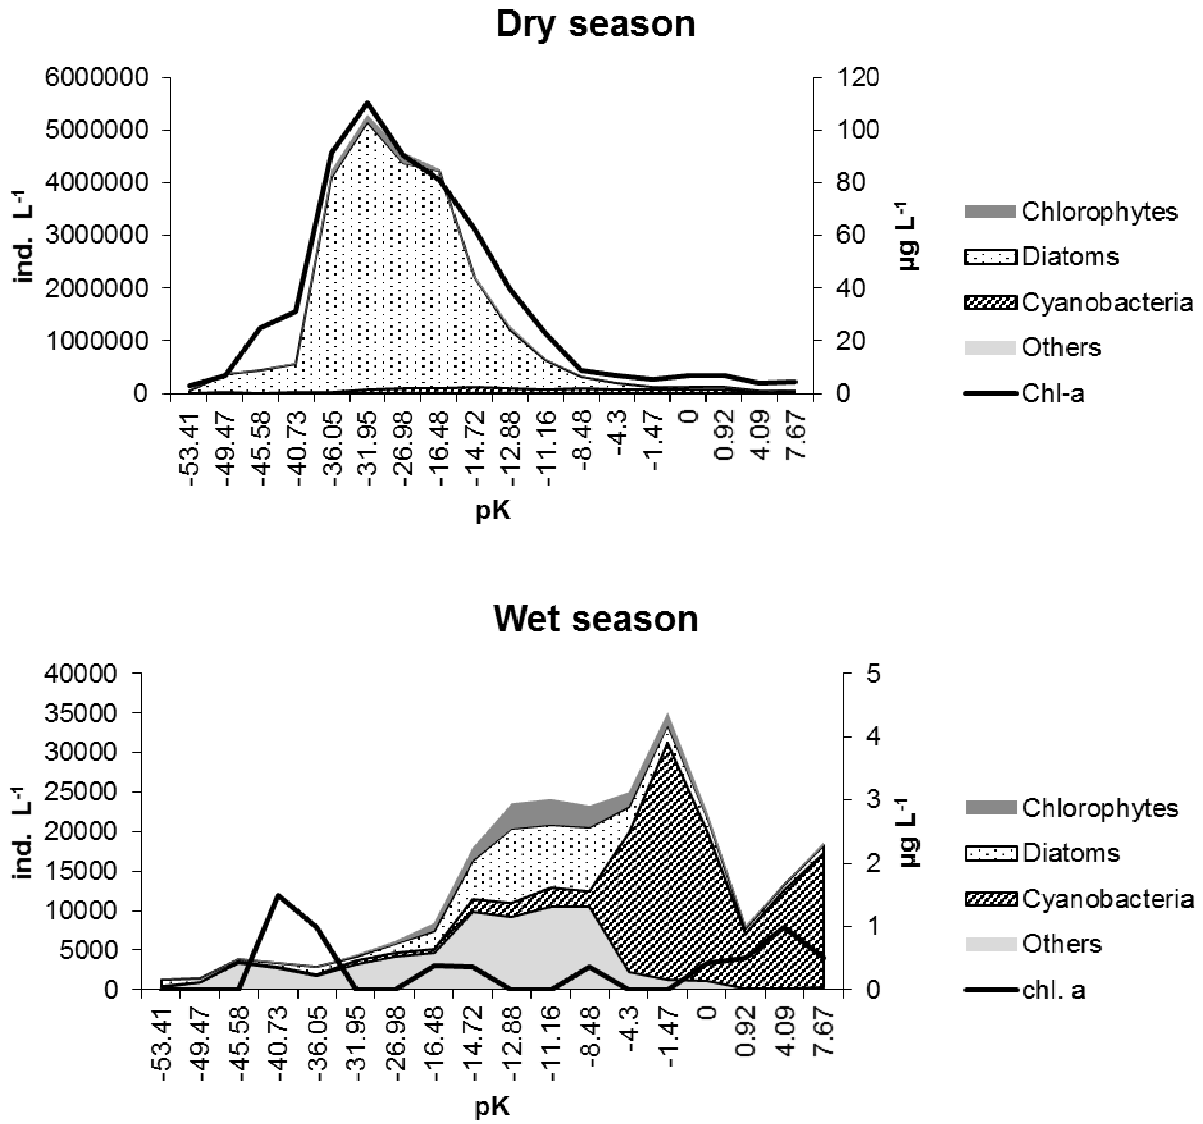 Dry season
6000000
5000000
4000000
3000000
2000000
1000000
0
ind. L-1
120
100
80
60
40
20
0
µg L-1
-53.41 -49.47 -45.58 -40.73 -36.05 -31.95 -26.98 -16.48 -14.72 -12.88 -11.16 -8.48 -4.3 -1.47 0 0.92 4.09 7.67
pK
Chlorophytes
Diatoms
Cyanobacteria
Others
Chl-a
Wet season
40000
35000
30000
25000
20000
15000
10000
5000
0
ind. L-1
5
4
3
2
1
0
µg L-1
-53.41 -49.47 -45.58 -40.73 -36.05 -31.95 -26.98 -16.48 -14.72 -12.88 -11.16 -8.48 -4.3 -1.47 0 0.92 4.09 7.67
pK
Chlorophytes
Diatoms
Cyanobacteria
Others
chl. a